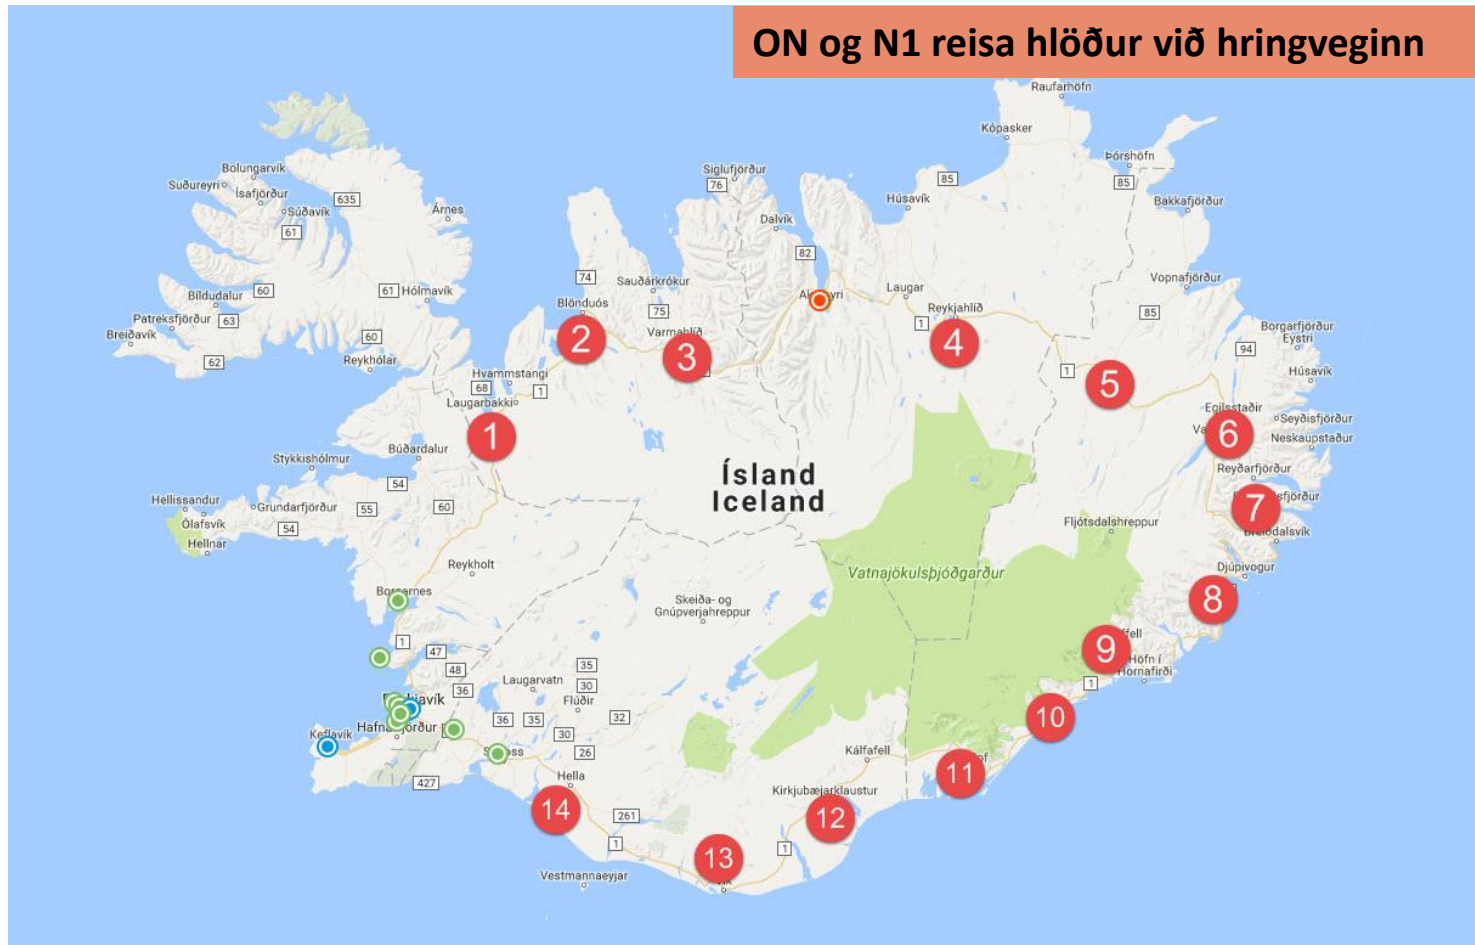 ON og N1 reisa hlöður við hringveginn
Raufarhöfn
Kópasker
Þórshöfn
85
85
Bakkafjörður
Bolungarvík
Suðureyri
Ísafjörður
635
Súðavík
61
Árnes
Siglufjörður
76
Dalvík
Húsavík
82
Bíldudalur
60
61
Hólmavík
74
Sauðárkrókur
Blönduós
75
Varmahlíð
Laugar
Reykjahlíð
1
Vopnafjörður
85
Patreksfjörður
63
Breiðavík
62
60
Reykhólar
Borgarfjörður
Eystri
94
Húsavík
2
3
4
5
1
Hvammstangi
68
1
Laugarbakki
1
Egilsstaðir
Seyðisfjörður
6
Neskaupstaður
Reyðarfjörður
Búðardalur
Stykkishólmur
54
Hellissandur
Grundarfjörður
55
60
Ólafsvík
54
Hellnar
Ísland
Iceland
7
Fljótsdalshreppur
Djúpivogur
8
Reykholt
Vatnajökulsþjóðgarður
Skeiða- og
Gnúpverjahreppur
Borgarnes
1
47
48
36
35
Laugarvatn
30
Flúðir
36
35
32
30
26
9
Höfn í
Hornafirði
1
10
Keflavík
427
Hella
Kálfafell
11
Kirkjubæjarklaustur
12
14
261
1
13
1
Vestmannaeyjar